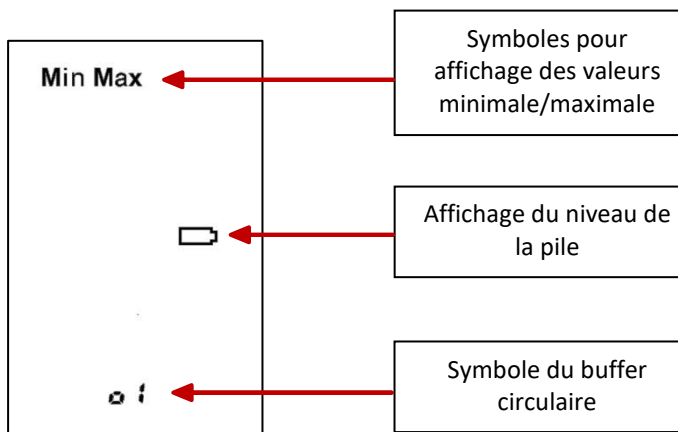 Symboles pour
affichage des valeurs
minimale/maximale
Min Max
Affichage du niveau de
la pile
Symbole du buffer
circulaire
o1